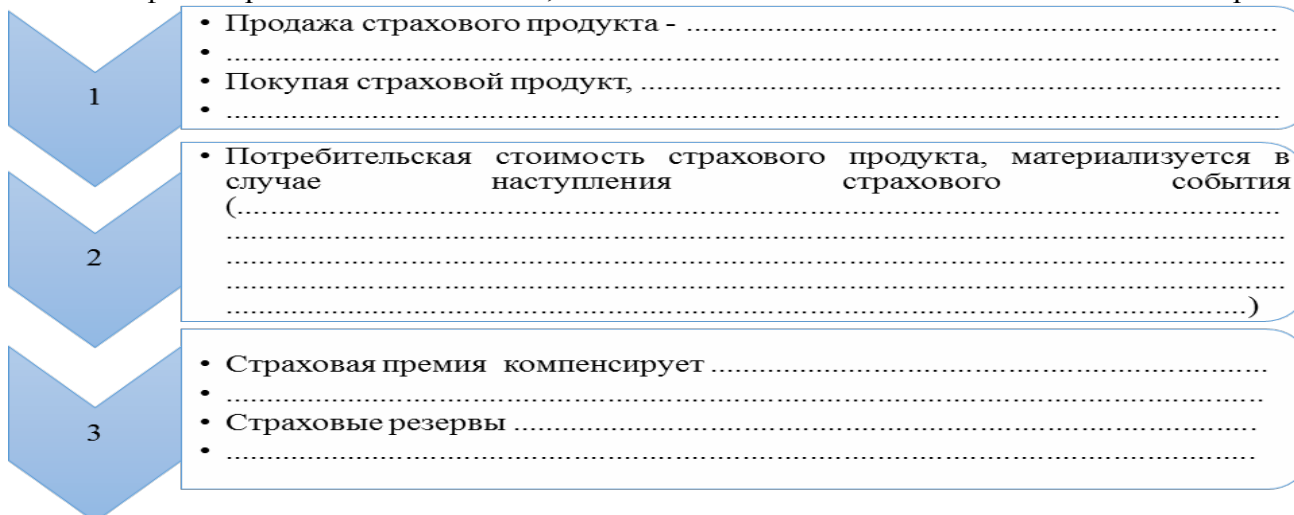 1
• Продажа страхового продукта - ........................................................................
• ................................................................................................................................
• Покупая страховой продукт, ..............................................................................
• ................................................................................................................................
2
• Потребительская стоимость страхового продукта, материализуется в
случае наступления страхового события
(...............................................................................................................................
................................................................................................................................
................................................................................................................................
................................................................................................................................
............................................................................................................................)
3
• Страховая премия компенсирует ....................................................................
• ..............................................................................................................................
• Страховые резервы ..........................................................................................
• .............................................................................................................................